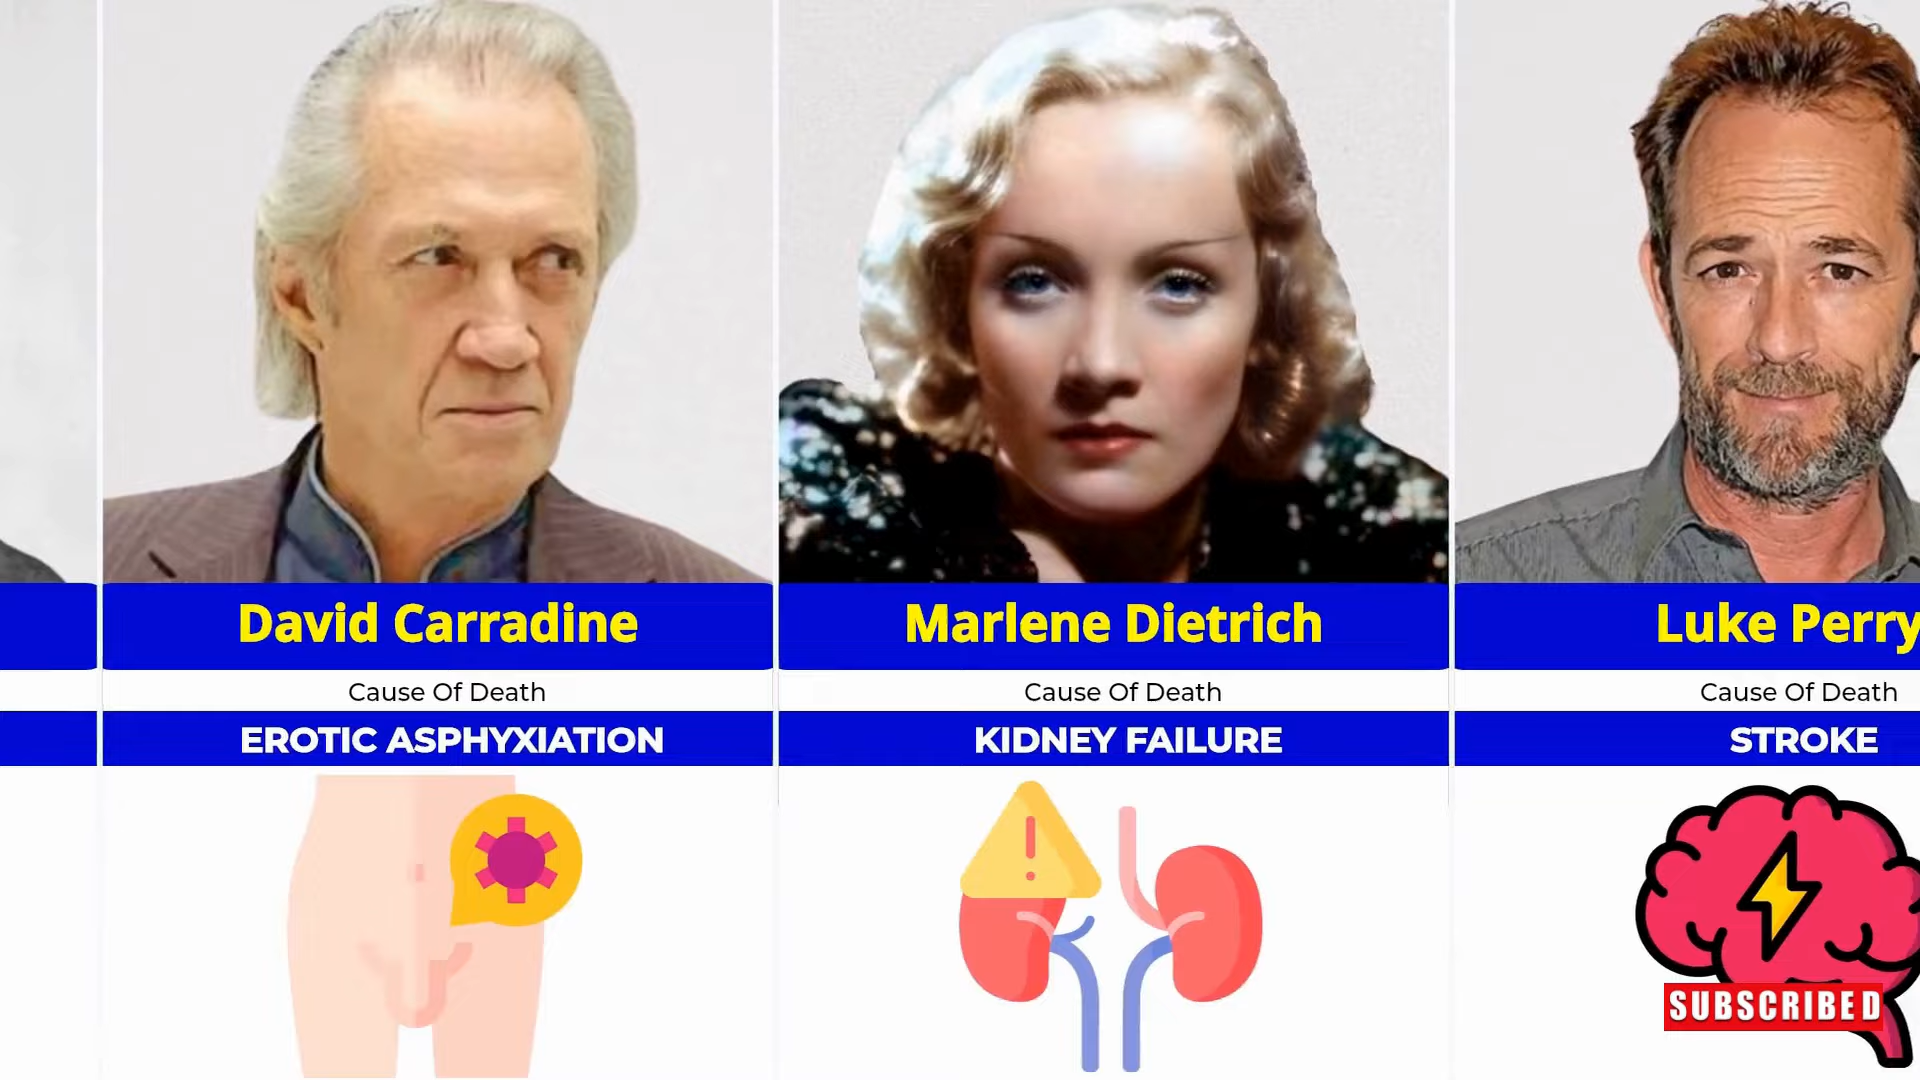 David Carradine
Cause Of Death
EROTIC ASPHYXIATION
Marlene Dietrich
Cause Of Death
KIDNEY FAILURE
!
Luke Perry
Cause Of Death
STROKE
SUBSCRIBED